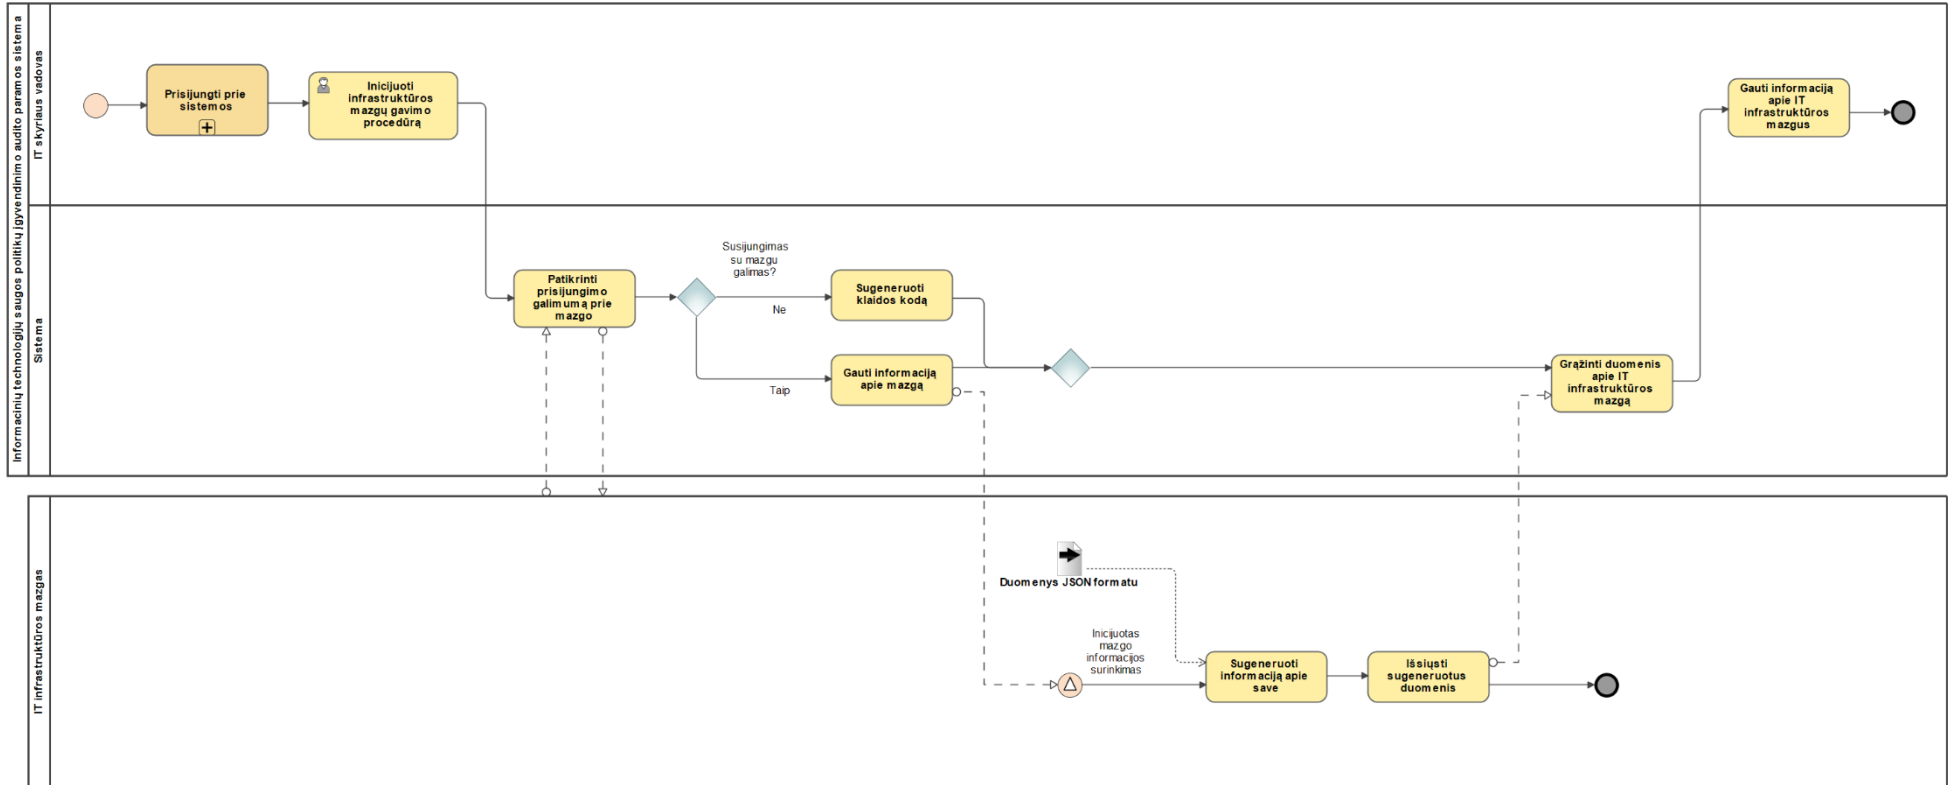 Informacinių technologijų saugos politikų įgyvendinimo audito paramos sistema
IT skyriaus vadovas
Prisijungti prie
sistemos
Inicijuoti
infrastruktūros
mazgų gavimo
procedūrą
Gauti informaciją
apie IT
infrastruktūros
mazgus
Sistema
Patikrinti
prisijungimo
galimumą prie
mazgo
Susijungimas
su mazgu
galimas?
Ne
Taip
Sugeneruoti
klaidos kodą
Gauti informaciją
apie mazgą
Grąžinti duomenis
apie IT
infrastruktūros
mazgą
IT infrastruktūros mazgas
Duomenys JSON formatu
Inicijuotas
mazgo
informacijos
surinkimas
Sugeneruoti
informaciją apie
save
Išsiųsti
sugeneruotus
duomenis